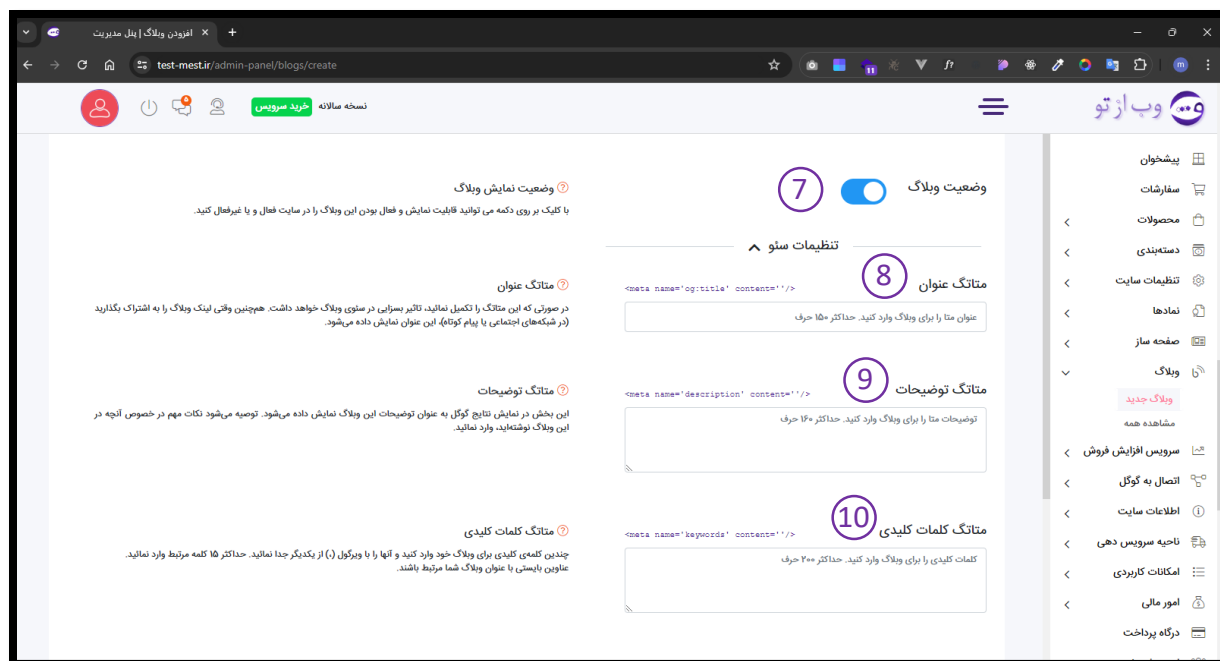 افزودن وبلاگ | پنل مدیریت
test-mest.ir/admin-panel/blogs/create
11
m
وب از تو
نسخه سالانه خرید سرویس
پیشخوان
سفارشات
محصولات
دسته‌بندی
تنظیمات سایت
نمادها
صفحه ساز
وبلاگ
وبلاگ جدید
مشاهده همه
سرویس افزایش فروش
اتصال به گوگل
اطلاعات سایت
ناحیه سرویس دهی
امکانات کاربردی
امور مالی
درگاه پرداخت
وضعیت وبلاگ
7
وضعیت نمایش وبلاگ
با کلیک بر روی دکمه می توانید قابلیت نمایش و فعال بودن این وبلاگ را در سایت فعال و یا غیرفعال کنید.
تنظیمات سئو
متاتگ عنوان
8
<meta name='og:title' content=''/>
عنوان متا را برای وبلاگ وارد کنید. حداکثر ۱۵۰ حرف
متاتگ عنوان
در صورتی که این متاتگ را تکمیل نمائید، تاثیر بسزایی در سئوی وبلاگ خواهد داشت. هم‌چنین وقتی لینک وبلاگ را به اشتراک بگذارید
(در شبکه‌های اجتماعی یا پیام کوتاه)، این عنوان نمایش داده می‌شود.
متاتگ توضیحات
9
<meta name='description' content=''/>
توضیحات متا را برای وبلاگ وارد کنید. حداکثر ۱۶۰ حرف
متاتگ توضیحات
این بخش در نمایش نتایج گوگل به عنوان توضیحات این وبلاگ نمایش داده می‌شود. توصیه می‌شود نکات مهم در خصوص آنچه در
این وبلاگ نوشته‌اید، وارد نمائید.
متاتگ کلمات کلیدی
10
<meta name='keywords' content=''/>
کلمات کلیدی را برای وبلاگ وارد کنید. حداکثر ۲۰۰ حرف
متاتگ کلمات کلیدی
چندین کلمه‌ی کلیدی برای وبلاگ خود وارد کنید و آنها را با ویرگول (،) از یکدیگر جدا نمائید. حداکثر ۱۵ کلمه مرتبط وارد نمائید.
عناوین بایستی با عنوان وبلاگ شما مرتبط باشند.